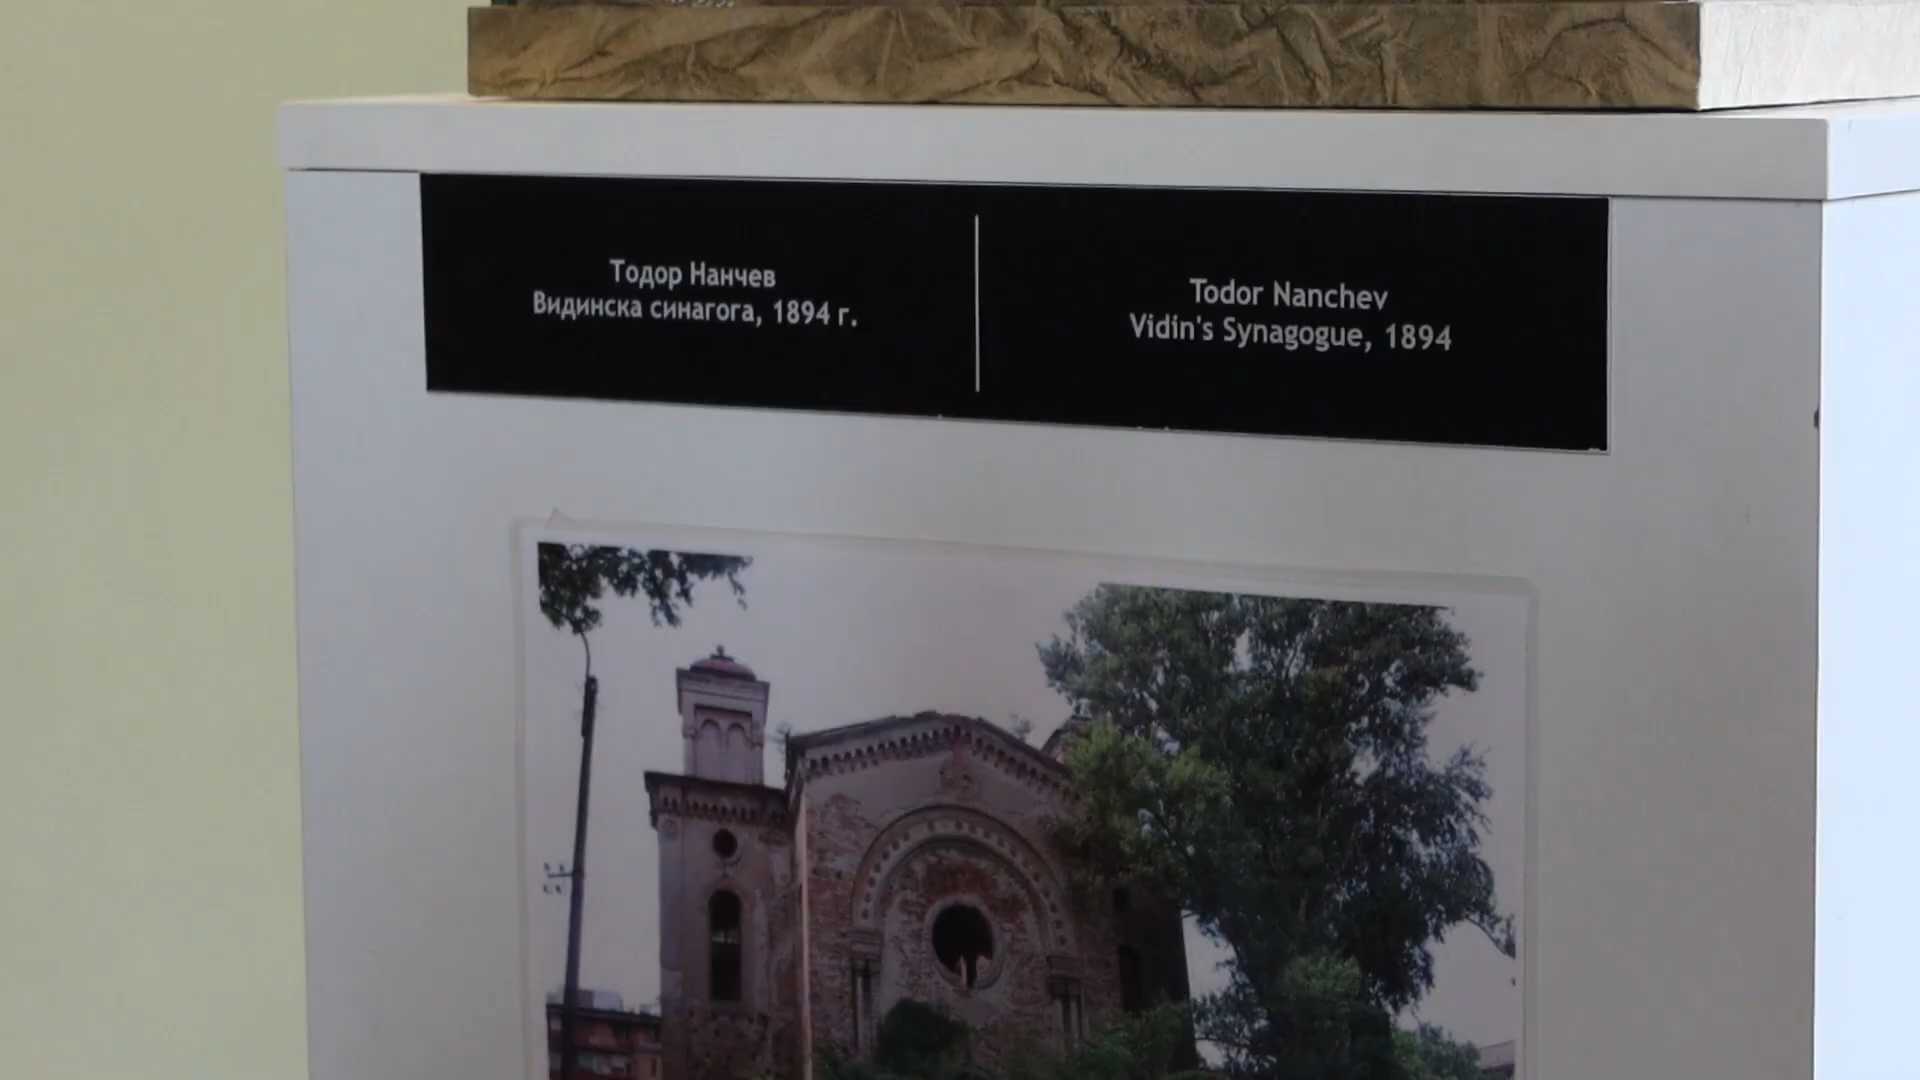 Тодор Нанчев
Видинска синагога, 1894 г.
Todor Nanchev
Vidin's Synagogue, 1894